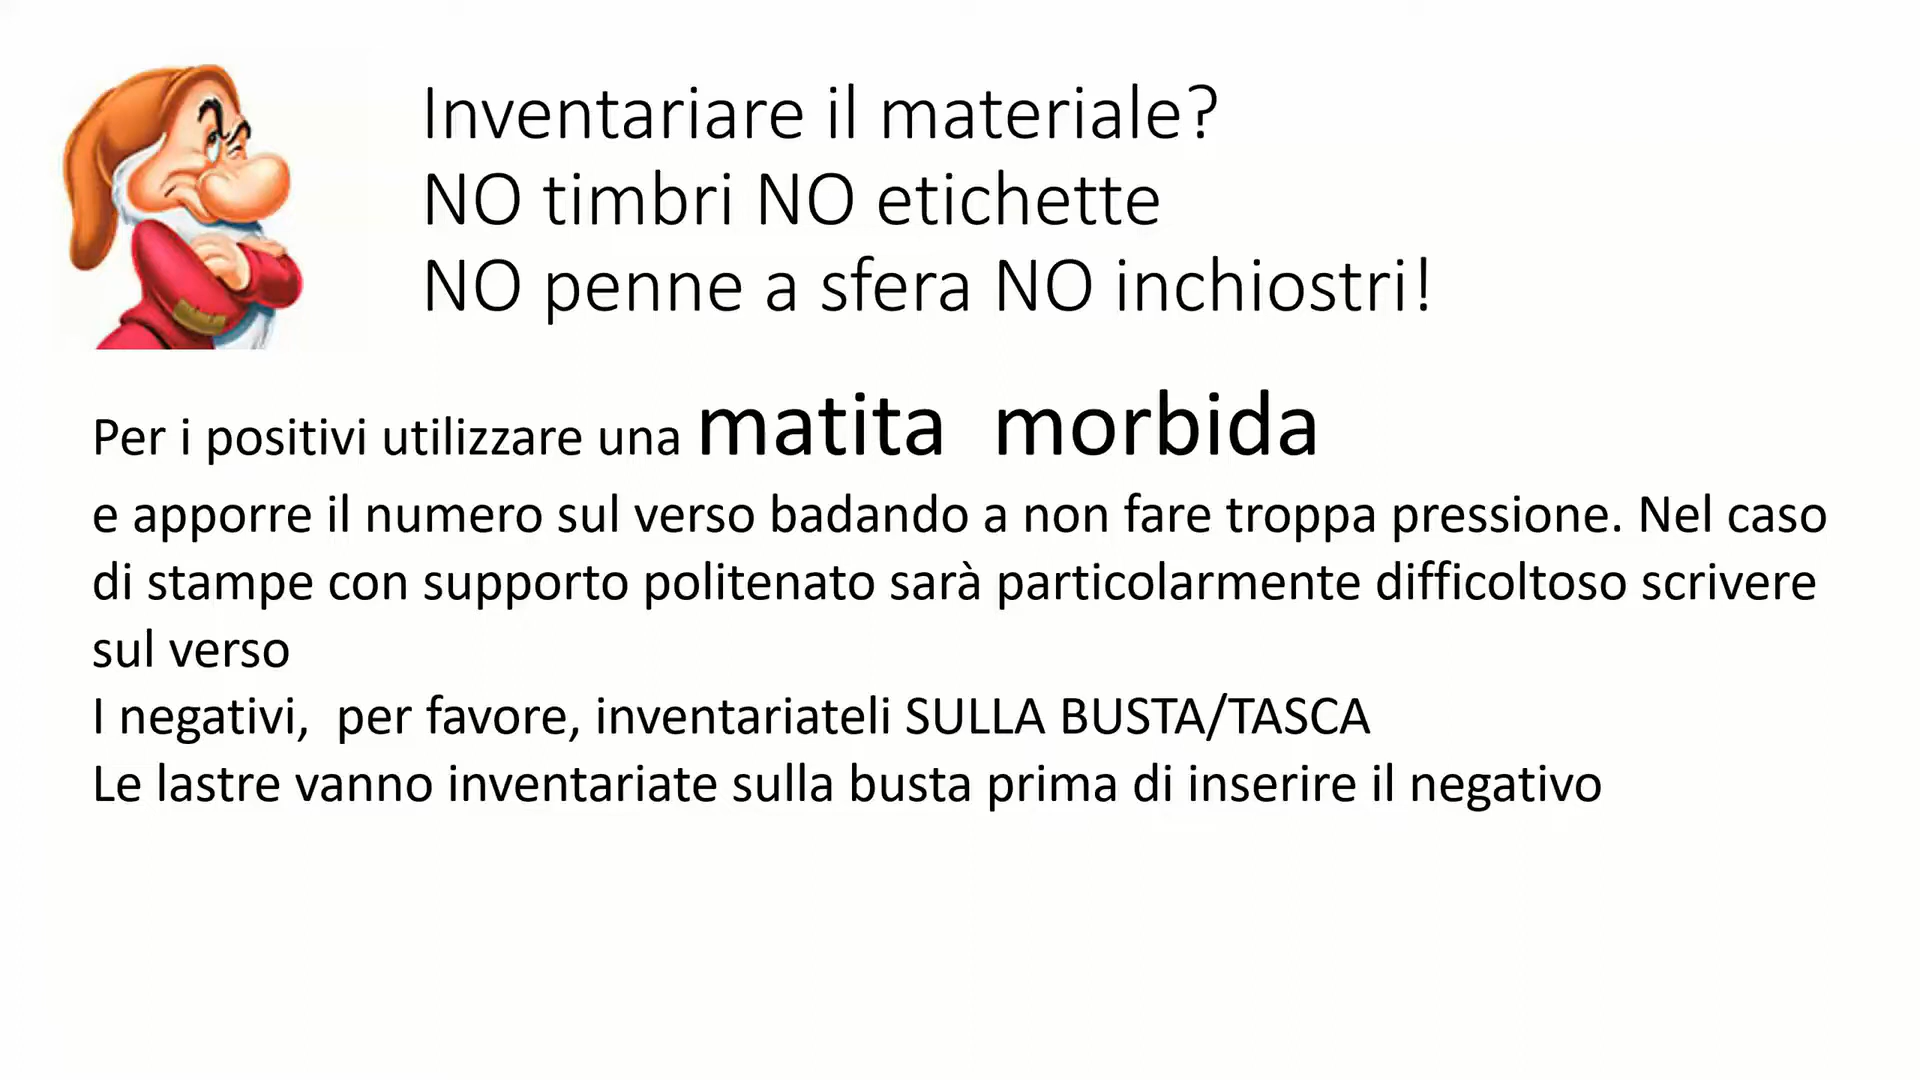 Inventariare il materiale?
NO timbri NO etichette
NO penne a sfera NO inchiostri!
Per i positivi utilizzare una matita  morbida
e apporre il numero sul verso badando a non fare troppa pressione. Nel caso
di stampe con supporto politenato sarà particolarmente difficoltoso scrivere
sul verso
I negativi,  per favore, inventariateli SULLA BUSTA/TASCA
Le lastre vanno inventariate sulla busta prima di inserire il negativo